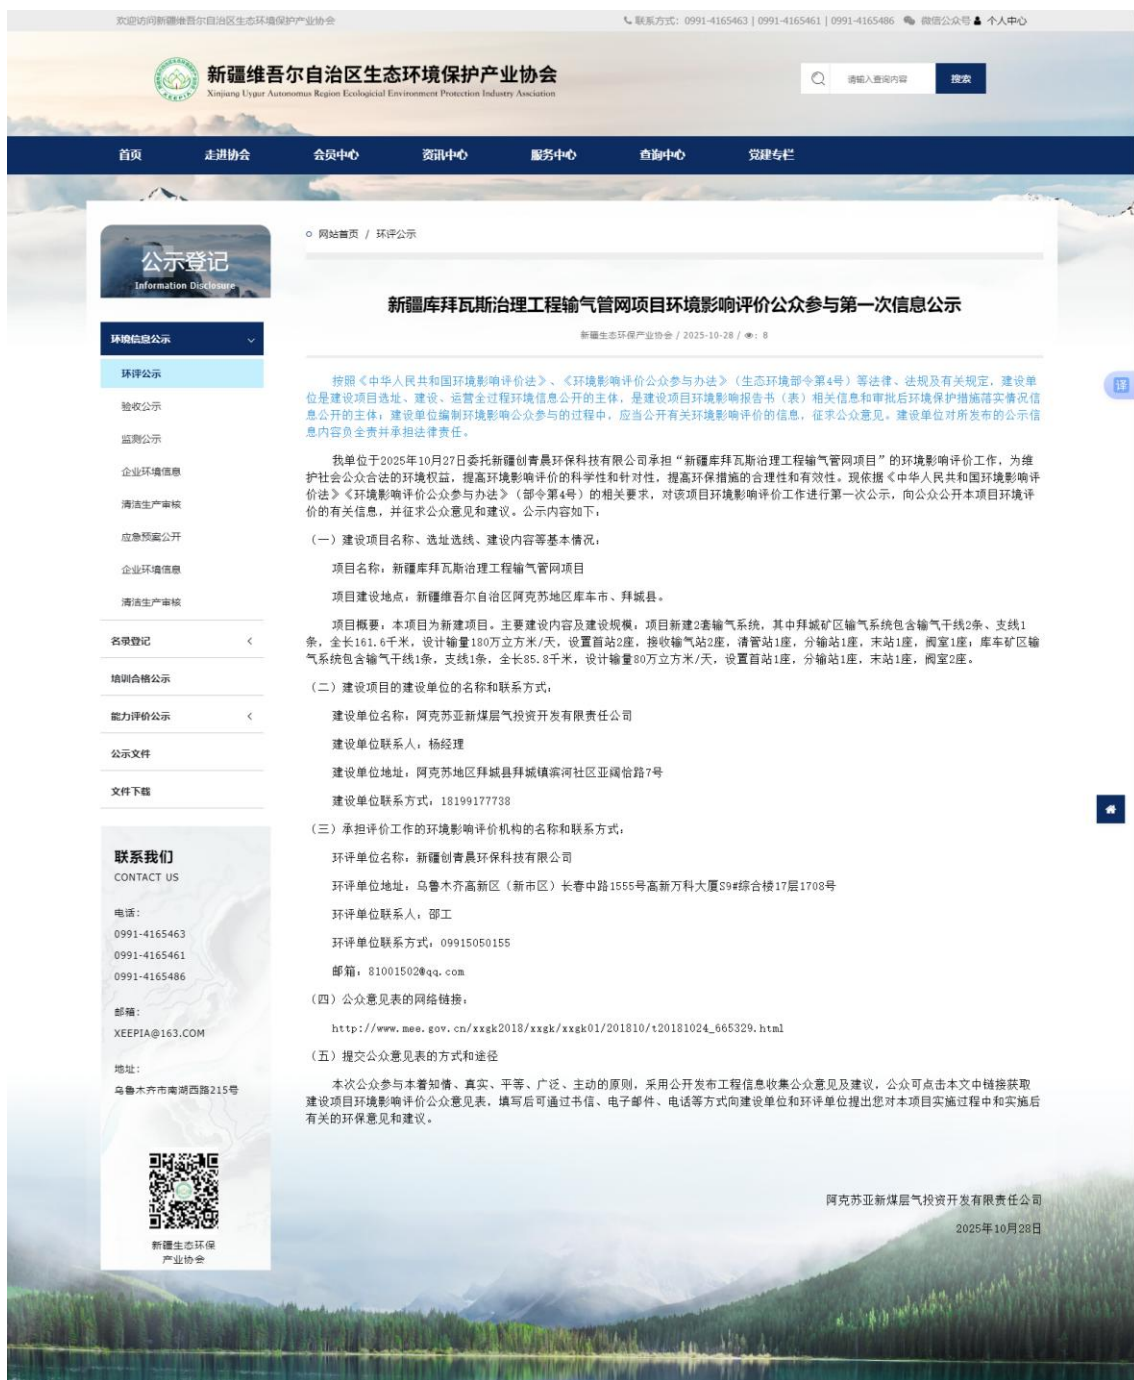 欢迎访问新疆维吾尔自治区生态环境保护产业协会
联系方式：0991-4165463 | 0991-4165461 | 0991-4165486 微信公众号 个人中心
新疆维吾尔自治区生态环境保护产业协会
Xinjiang Uygur Autonomous Region Ecologicial Environment Protection Industry Assciation
请输入查询内容
搜索
首页 走进协会 会员中心 资讯中心 服务中心 查询中心 党建专栏
公示登记
Information Disclosure
环境信息公示
环评公示
验收公示
监测公示
企业环境信息
清洁生产审核
应急预案公开
企业环境信息
清洁生产审核
名录登记
培训合格公示
能力评价公示
公示文件
文件下载
联系我们
CONTACT US
电话：
0991-4165463
0991-4165461
0991-4165486
邮箱：
XEEPIA@163.COM
地址：
乌鲁木齐市南湖西路215号
新疆生态环保
产业协会
网站首页 / 环评公示
新疆库拜瓦斯治理工程输气管网项目环境影响评价公众参与第一次信息公示
新疆生态环保产业协会 / 2025-10-28 / : 8
按照《中华人民共和国环境影响评价法》、《环境影响评价公众参与办法》（生态环境部令第4号）等法律、法规及有关规定，建设单
位是建设项目选址、建设、运营全过程环境信息公开的主体，是建设项目环境影响报告书（表）相关信息和审批后环境保护措施落实情况信
息公开的主体；建设单位编制环境影响公众参与的过程中，应当公开有关环境影响评价的信息，征求公众意见。建设单位对所发布的公示信
息内容负全责并承担法律责任。
我单位于2025年10月27日委托新疆创青晨环保科技有限公司承担“新疆库拜瓦斯治理工程输气管网项目”的环境影响评价工作，为维
护社会公众合法的环境权益，提高环境影响评价的科学性和针对性，提高环保措施的合理性和有效性。现依据《中华人民共和国环境影响评
价法》《环境影响评价公众参与办法》（部令第4号）的相关要求，对该项目环境影响评价工作进行第一次公示，向公众公开本项目环境评
价的有关信息，并征求公众意见和建议。公示内容如下：
（一）建设项目名称、选址选线、建设内容等基本情况：
项目名称：新疆库拜瓦斯治理工程输气管网项目
项目建设地点：新疆维吾尔自治区阿克苏地区库车市、拜城县。
项目概要：本项目为新建项目。主要建设内容及建设规模：项目新建2套输气系统，其中拜城矿区输气系统包含输气干线2条、支线1
条，全长161.6千米，设计输量180万立方米/天，设置首站2座，接收输气站2座，清管站1座，分输站1座，末站1座，阀室1座；库车矿区输
气系统包含输气干线1条，支线1条，全长85.8千米，设计输量80万立方米/天，设置首站1座，分输站1座，末站1座，阀室2座。
（二）建设项目的建设单位的名称和联系方式：
建设单位名称：阿克苏亚新煤层气投资开发有限责任公司
建设单位联系人：杨经理
建设单位地址：阿克苏地区拜城县拜城镇滨河社区亚阔恰路7号
建设单位联系方式：18199177738
（三）承担评价工作的环境影响评价机构的名称和联系方式：
环评单位名称：新疆创青晨环保科技有限公司
环评单位地址：乌鲁木齐高新区（新市区）长春中路1555号高新万科大厦S9#综合楼17层1708号
环评单位联系人：邵工
环评单位联系方式：09915050155
邮箱：81001502@qq.com
（四）公众意见表的网络链接：
http://www.mee.gov.cn/xxgk2018/xxgk/xxgk01/201810/t20181024_665329.html
（五）提交公众意见表的方式和途径
本次公众参与本着知情、真实、平等、广泛、主动的原则，采用公开发布工程信息收集公众意见及建议，公众可点击本文中链接获取
建设项目环境影响评价公众意见表，填写后可通过书信、电子邮件、电话等方式向建设单位和环评单位提出您对本项目实施过程中和实施后
有关的环保意见和建议。
阿克苏亚新煤层气投资开发有限责任公司
2025年10月28日
译